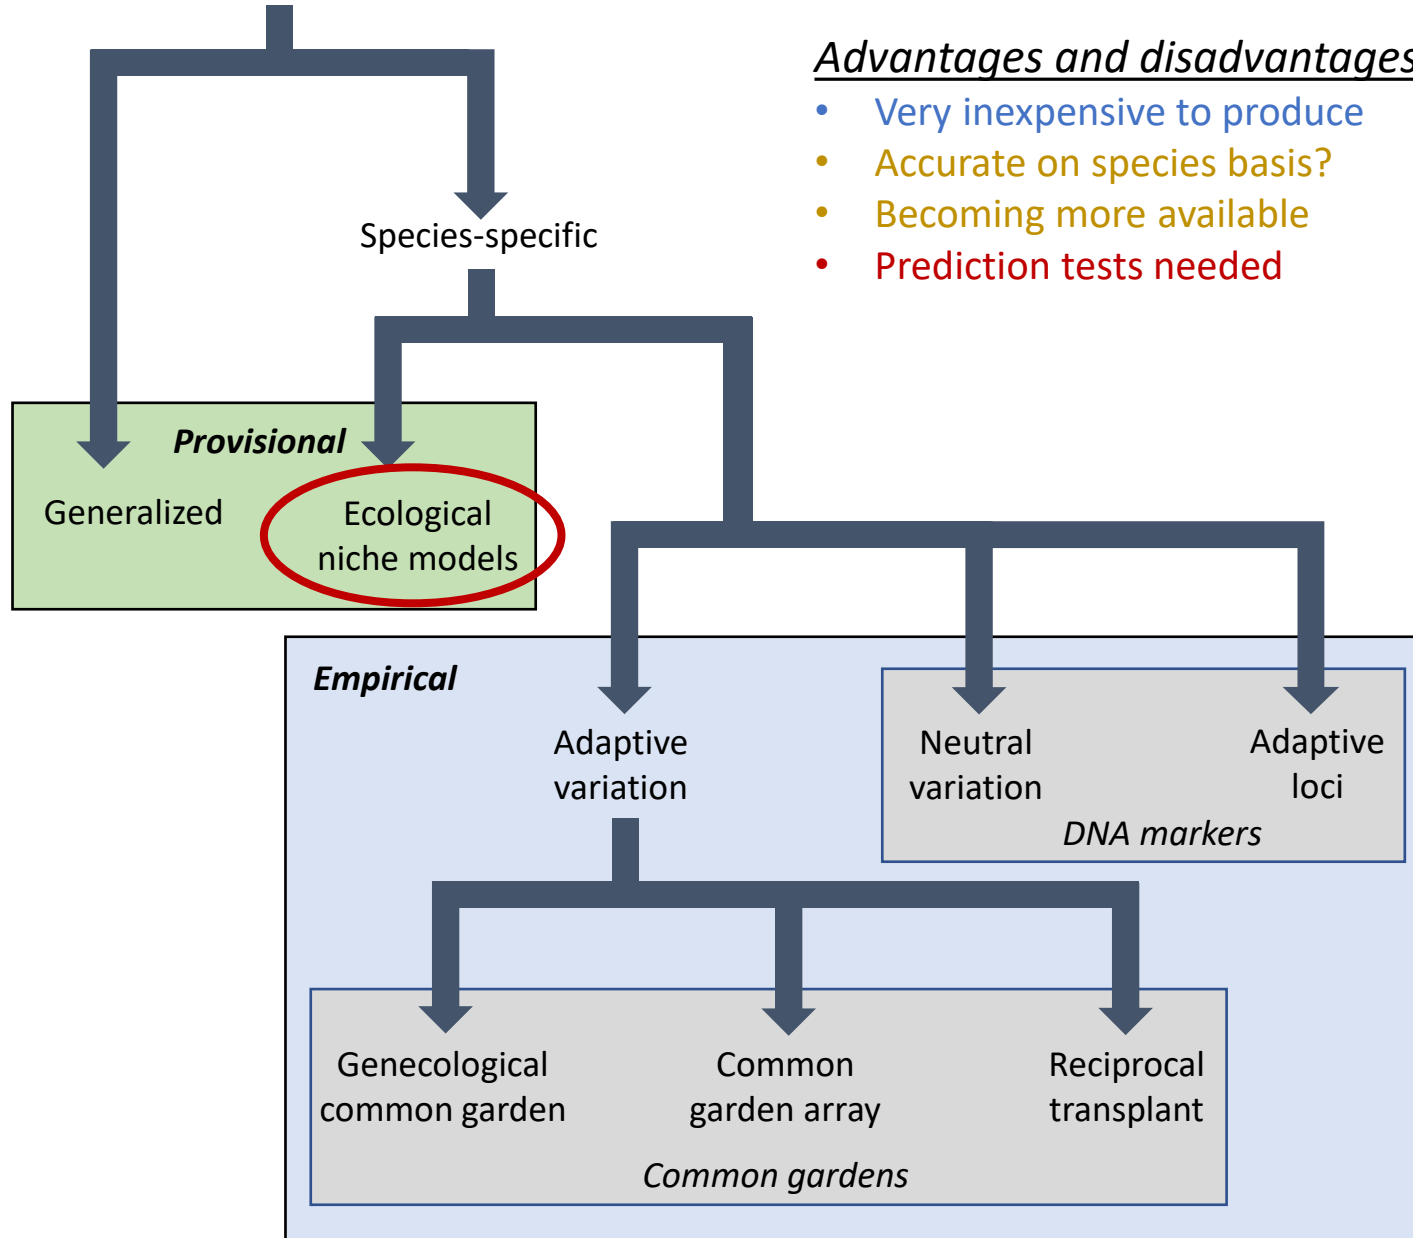 Advantages and disadvantages
• Very inexpensive to produce
• Accurate on species basis?
• Becoming more available
• Prediction tests needed
Species-specific
Provisional
Generalized
Ecological
niche models
Empirical
Adaptive
variation
Neutral
variation
Adaptive
loci
DNA markers
Genecological
common garden
Common
garden array
Reciprocal
transplant
Common gardens